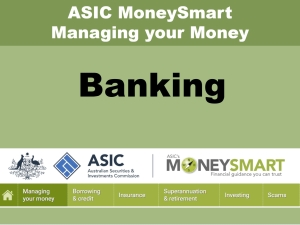 ASIC MoneySmart
Managing your Money
Banking
ASIC
Australian Securities &
Investments Commission
ASIC's
MONEYSMART
Financial guidance you can trust
Managing
your money
Borrowing
& credit
Insurance
Superannuation
& retirement
Investing
Scams